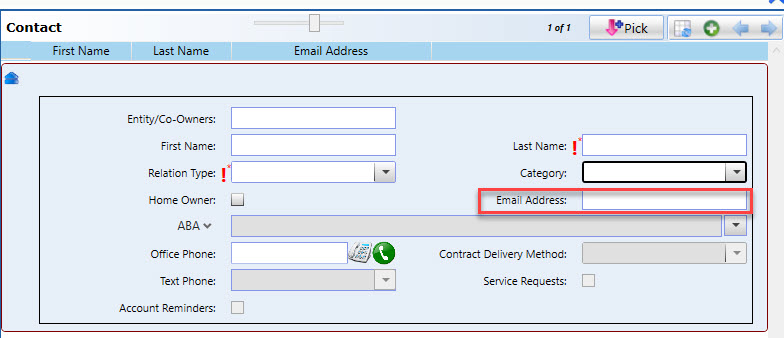 Contact 1 of 1 Pick
First Name Last Name Email Address
Entity/Co-Owners:
First Name: Last Name: !*
Relation Type: !* Category:
Home Owner: Email Address:
ABA
Office Phone: Contract Delivery Method:
Text Phone: Service Requests:
Account Reminders: